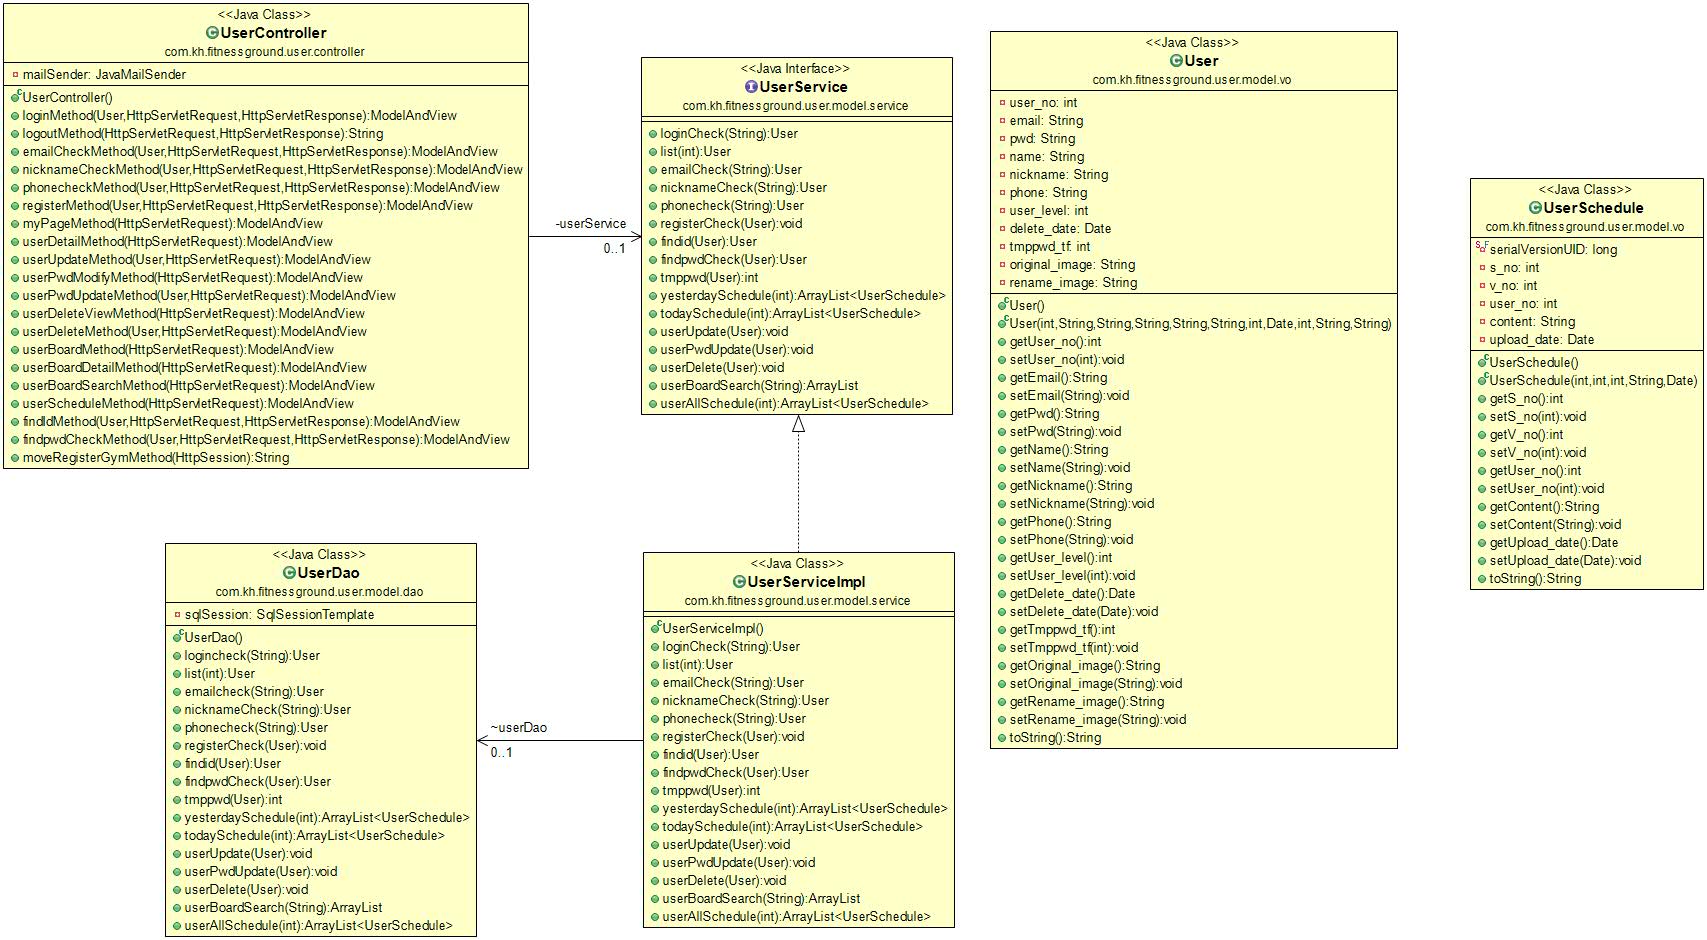 <<Java Class>>
UserController
com.kh.fitnessground.user.controller
mailSender: JavaMailSender
UserController()
loginMethod(User,HttpServletRequest,HttpServletResponse):ModelAndView
logoutMethod(HttpServletRequest,HttpServletResponse):String
emailCheckMethod(User,HttpServletRequest,HttpServletResponse):ModelAndView
nicknameCheckMethod(User,HttpServletRequest,HttpServletResponse):ModelAndView
phonecheckMethod(User,HttpServletRequest,HttpServletResponse):ModelAndView
registerMethod(User,HttpServletRequest,HttpServletResponse):ModelAndView
myPageMethod(HttpServletRequest):ModelAndView
userDetailMethod(HttpServletRequest):ModelAndView
userUpdateMethod(User,HttpServletRequest):ModelAndView
userPwdModifyMethod(HttpServletRequest):ModelAndView
userPwdUpdateMethod(User,HttpServletRequest):ModelAndView
userDeleteViewMethod(HttpServletRequest):ModelAndView
userDeleteMethod(User,HttpServletRequest):ModelAndView
userBoardMethod(HttpServletRequest):ModelAndView
userBoardDetailMethod(HttpServletRequest):ModelAndView
userBoardSearchMethod(HttpServletRequest):ModelAndView
userScheduleMethod(HttpServletRequest):ModelAndView
findIdMethod(User,HttpServletRequest,HttpServletResponse):ModelAndView
findpwdCheckMethod(User,HttpServletRequest,HttpServletResponse):ModelAndView
moveRegisterGymMethod(HttpSession):String
-userService
0..1
<<Java Interface>>
UserService
com.kh.fitnessground.user.model.service
loginCheck(String):User
list(int):User
emailCheck(String):User
nicknameCheck(String):User
phonecheck(String):User
registerCheck(User):void
findid(User):User
findpwdCheck(User):User
tmppwd(User):int
yesterdaySchedule(int):ArrayList<UserSchedule>
todaySchedule(int):ArrayList<UserSchedule>
userUpdate(User):void
userPwdUpdate(User):void
userDelete(User):void
userBoardSearch(String):ArrayList
userAllSchedule(int):ArrayList<UserSchedule>
<<Java Class>>
User
com.kh.fitnessground.user.model.vo
user_no: int
email: String
pwd: String
name: String
nickname: String
phone: String
user_level: int
delete_date: Date
tmppwd_tf: int
original_image: String
rename_image: String
User()
User(int,String,String,String,String,String,int,Date,int,String,String)
getUser_no():int
setUser_no(int):void
getEmail():String
setEmail(String):void
getPwd():String
setPwd(String):void
getName():String
setName(String):void
getNickname():String
setNickname(String):void
getPhone():String
setPhone(String):void
getUser_level():int
setUser_level(int):void
getDelete_date():Date
setDelete_date(Date):void
getTmppwd_tf():int
setTmppwd_tf(int):void
getOriginal_image():String
setOriginal_image(String):void
getRename_image():String
setRename_image(String):void
toString():String
<<Java Class>>
UserSchedule
com.kh.fitnessground.user.model.vo
serialVersionUID: long
s_no: int
v_no: int
user_no: int
content: String
upload_date: Date
UserSchedule()
UserSchedule(int,int,int,String,Date)
getS_no():int
setS_no(int):void
getV_no():int
setV_no(int):void
getUser_no():int
setUser_no(int):void
getContent():String
setContent(String):void
getUpload_date():Date
setUpload_date(Date):void
toString():String
<<Java Class>>
UserDao
com.kh.fitnessground.user.model.dao
sqlSession: SqlSessionTemplate
UserDao()
logincheck(String):User
list(int):User
emailcheck(String):User
nicknameCheck(String):User
phonecheck(String):User
registerCheck(User):void
findid(User):User
findpwdCheck(User):User
tmppwd(User):int
yesterdaySchedule(int):ArrayList<UserSchedule>
todaySchedule(int):ArrayList<UserSchedule>
userUpdate(User):void
userPwdUpdate(User):void
userDelete(User):void
userBoardSearch(String):ArrayList
userAllSchedule(int):ArrayList<UserSchedule>
~userDao
0..1
<<Java Class>>
UserServiceImpl
com.kh.fitnessground.user.model.service
UserServiceImpl()
loginCheck(String):User
list(int):User
emailCheck(String):User
nicknameCheck(String):User
phonecheck(String):User
registerCheck(User):void
findid(User):User
findpwdCheck(User):User
tmppwd(User):int
yesterdaySchedule(int):ArrayList<UserSchedule>
todaySchedule(int):ArrayList<UserSchedule>
userUpdate(User):void
userPwdUpdate(User):void
userDelete(User):void
userBoardSearch(String):ArrayList
userAllSchedule(int):ArrayList<UserSchedule>